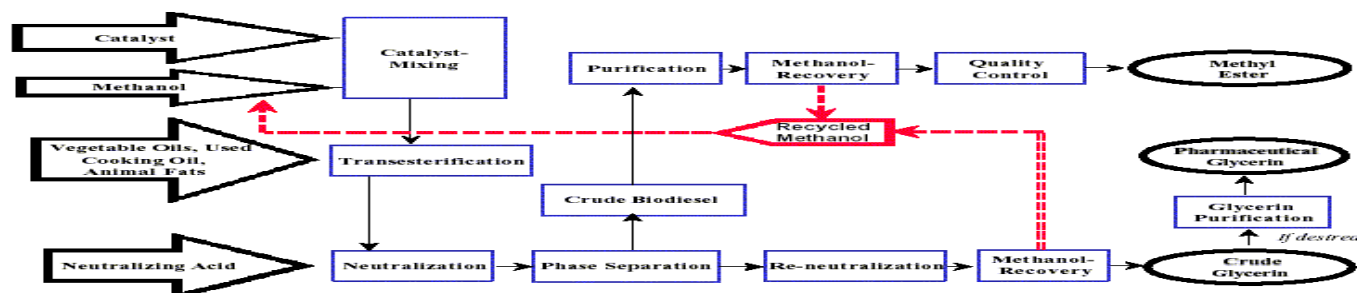 Catalyst
Methanol
Catalyst-
Mixing
Purification
Methanol-
Recovery
Quality
Control
Methyl
Ester
Recycled
Methanol
Vegetable Oils, Used
Cooking Oil,
Animal Fats
Transesterification
Crude Biodiesel
Pharmaceutical
Glycerin
Glycerin
Purification
If desired
Neutralizing Acid
Neutralization
Phase Separation
Re-neutralization
Methanol-
Recovery
Crude
Glycerin